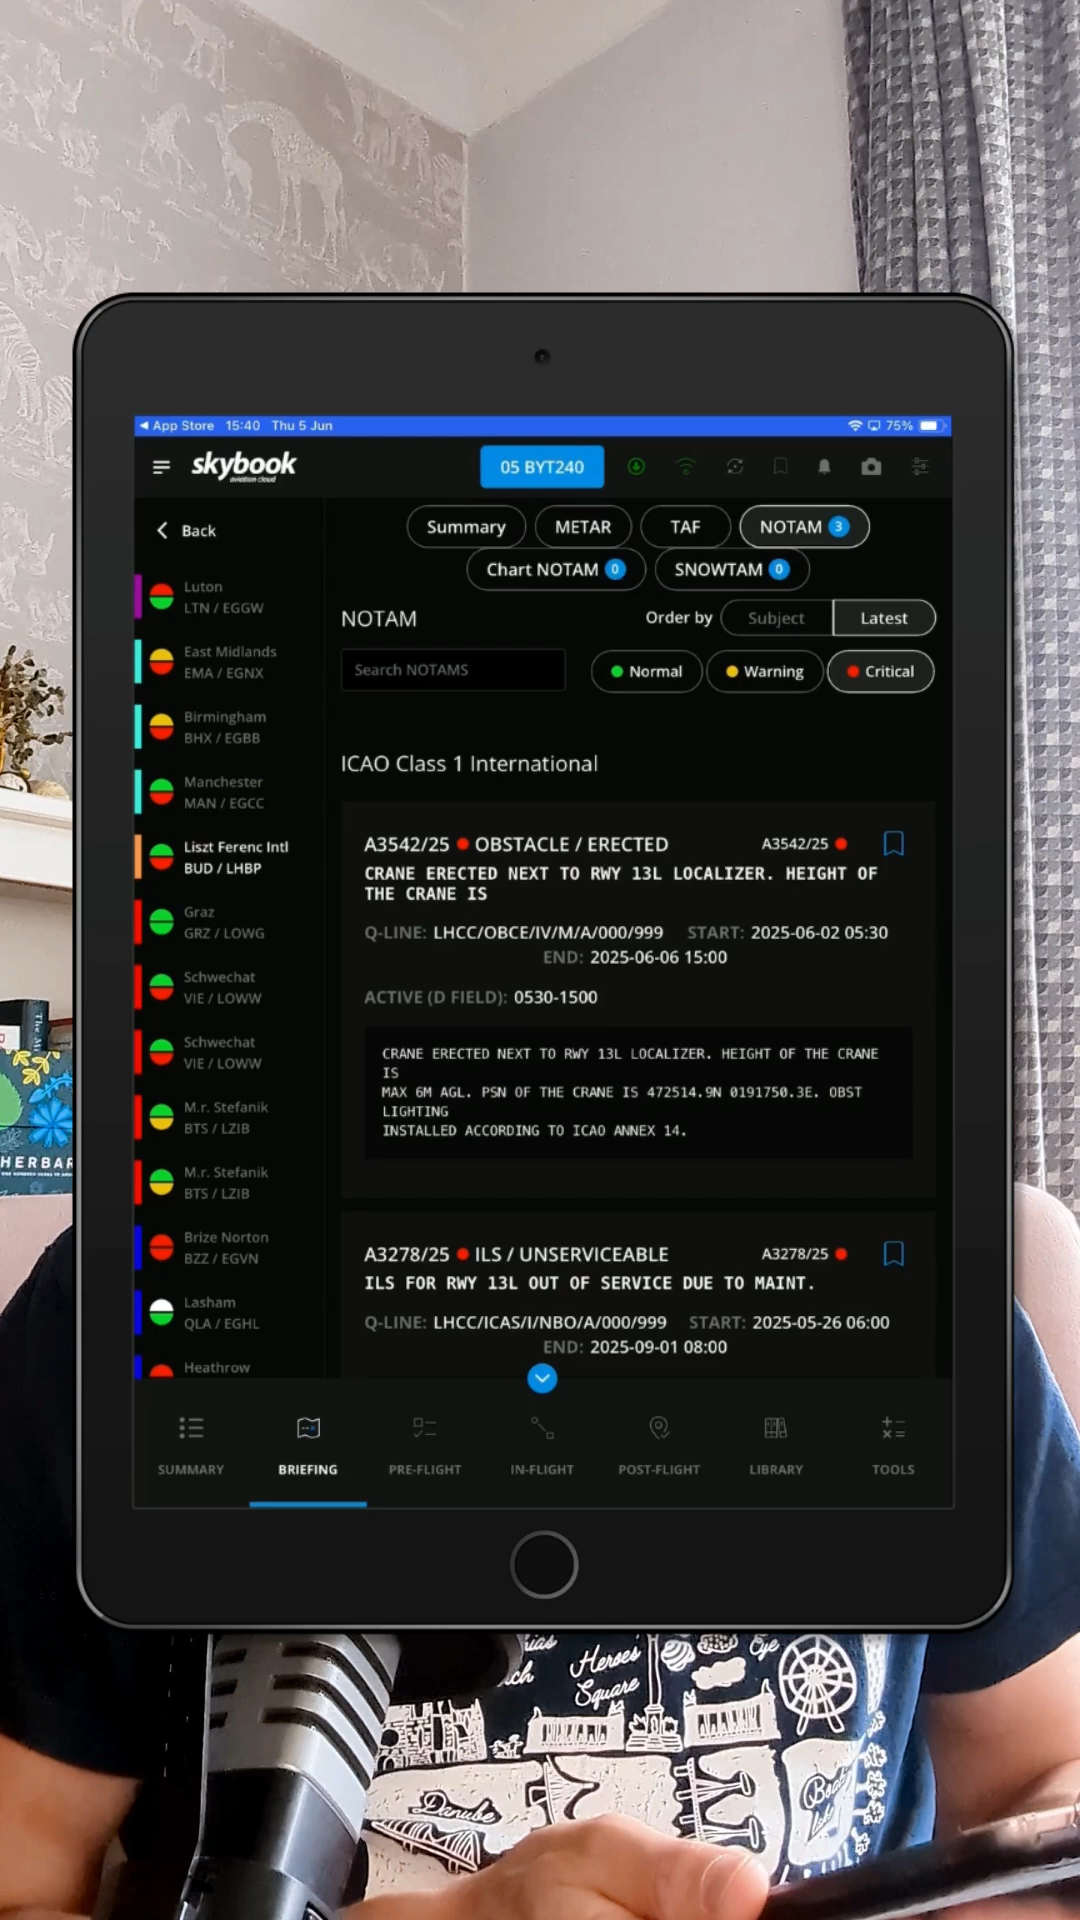 App Store 15:40 Thu 5 Jun
75%
skybook
aviation cloud
05 BYT240
Back
Summary
METAR
TAF
NOTAM 3
Chart NOTAM 0
SNOWTAM 0
NOTAM
Order by
Subject
Latest
Search NOTAMS
Normal
Warning
Critical
Luton
LTN / EGGW
East Midlands
EMA / EGNX
Birmingham
BHX / EGBB
Manchester
MAN / EGCC
Liszt Ferenc Intl
BUD / LHBP
Graz
GRZ / LOWG
Schwechat
VIE / LOWW
Schwechat
VIE / LOWW
M.r. Stefanik
BTS / LZIB
M.r. Stefanik
BTS / LZIB
Brize Norton
BZZ / EGVN
Lasham
QLA / EGHL
Heathrow
ICAO Class 1 International
A3542/25 OBSTACLE / ERECTED
A3542/25
CRANE ERECTED NEXT TO RWY 13L LOCALIZER. HEIGHT OF
THE CRANE IS
Q-LINE: LHCC/OBCE/IV/M/A/000/999 START: 2025-06-02 05:30
END: 2025-06-06 15:00
ACTIVE (D FIELD): 0530-1500
CRANE ERECTED NEXT TO RWY 13L LOCALIZER. HEIGHT OF THE CRANE
IS
MAX 6M AGL. PSN OF THE CRANE IS 472514.9N 0191750.3E. OBST
LIGHTING
INSTALLED ACCORDING TO ICAO ANNEX 14.
A3278/25 ILS / UNSERVICEABLE
A3278/25
ILS FOR RWY 13L OUT OF SERVICE DUE TO MAINT.
Q-LINE: LHCC/ICAS/I/NBO/A/000/999 START: 2025-05-26 06:00
END: 2025-09-01 08:00
SUMMARY
BRIEFING
PRE-FLIGHT
IN-FLIGHT
POST-FLIGHT
LIBRARY
TOOLS
HERBAR
Heroes'
Square
Eye
Danube